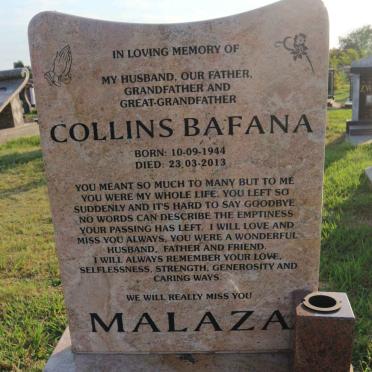 IN LOVING MEMORY OF
MY HUSBAND, OUR FATHER,
GRANDFATHER AND
GREAT-GRANDFATHER
COLLINS BAFANA
BORN: 10-09-1944
DIED: 23-03-2013
YOU MEANT SO MUCH TO MANY BUT TO ME
YOU WERE MY WHOLE LIFE. YOU LEFT SO
SUDDENLY AND IT'S HARD TO SAY GOODBYE
NO WORDS CAN DESCRIBE THE EMPTINESS
YOUR PASSING HAS LEFT. I WILL LOVE AND
MISS YOU ALWAYS, YOU WERE A WONDERFUL
HUSBAND, FATHER AND FRIEND.
I WILL ALWAYS REMEMBER YOUR LOVE,
SELFLESSNESS, STRENGTH, GENEROSITY AND
CARING WAYS.
WE WILL REALLY MISS YOU
MALAZA